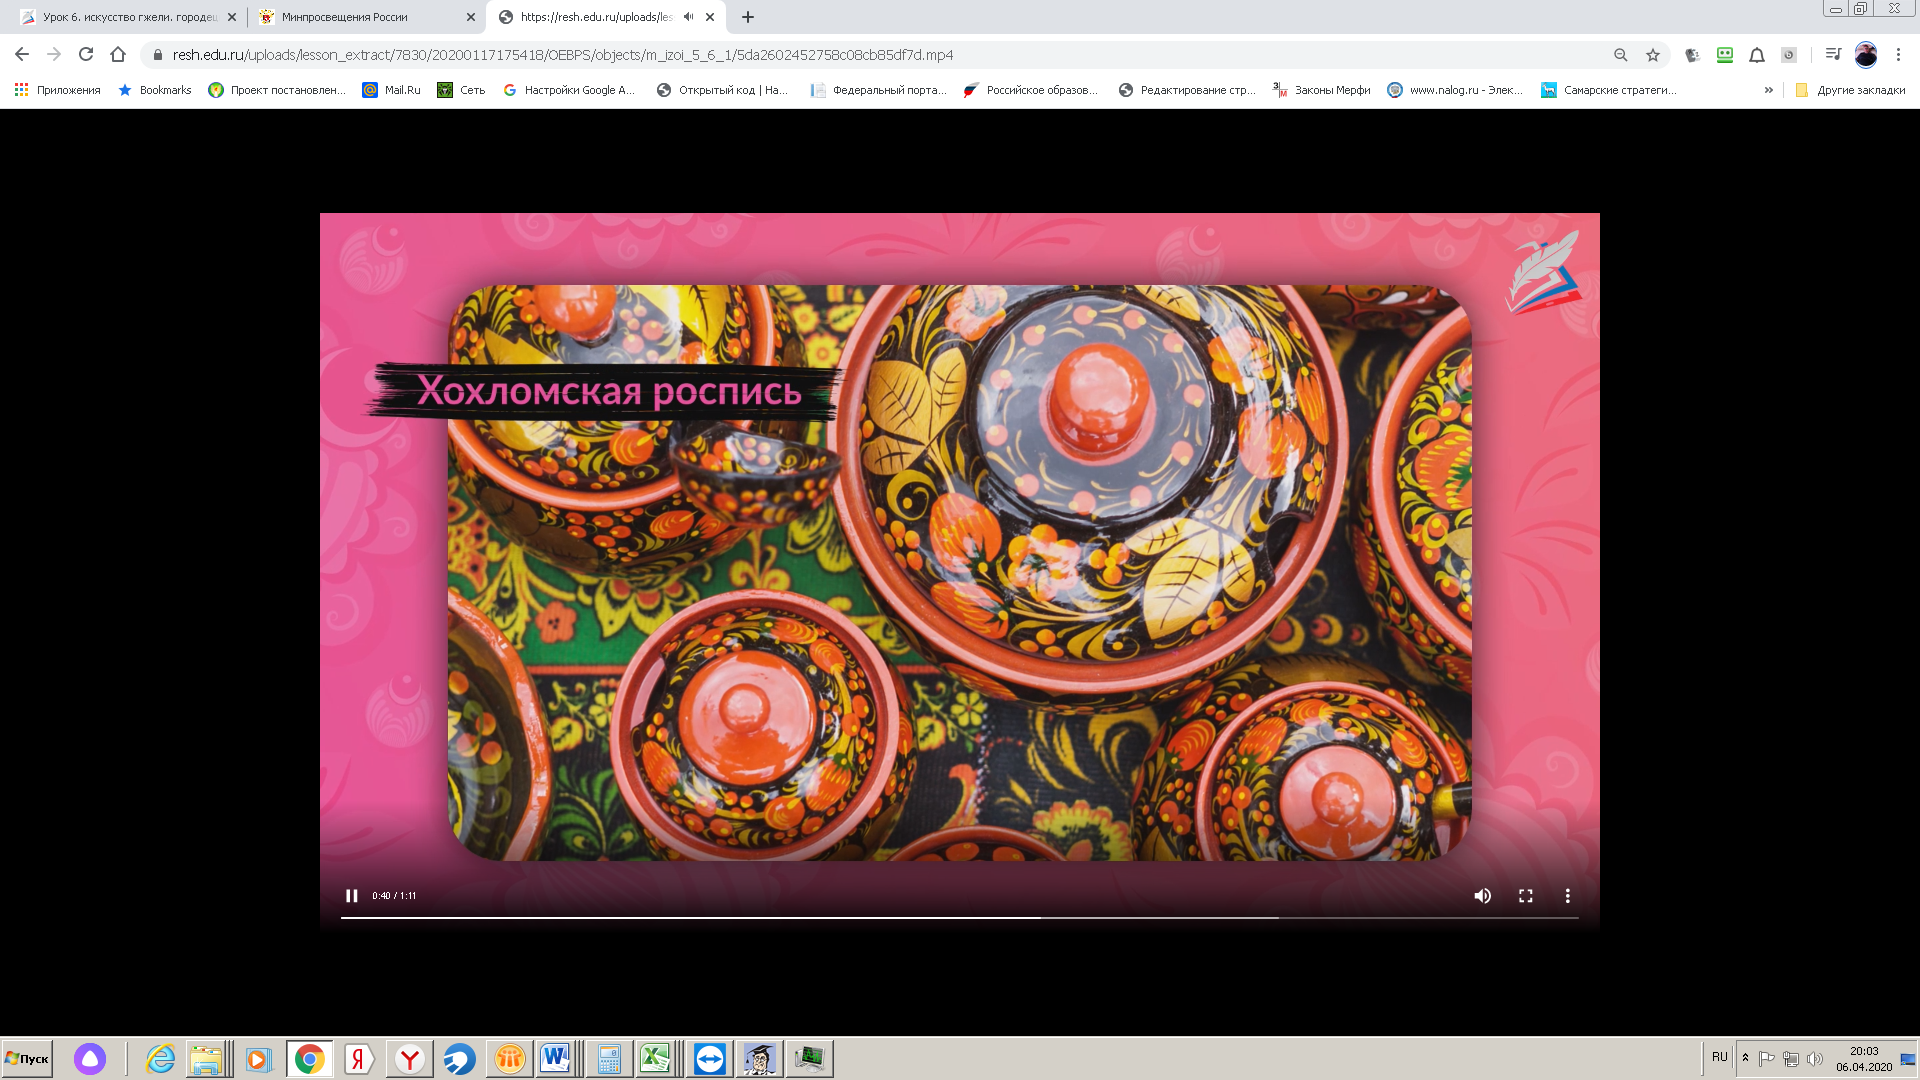 Урок 6. искусство гжели. городец
Минпросвещения России
https://resh.edu.ru/uploads/les
resh.edu.ru/uploads/lesson_extract/7830/20200117175418/OEBPS/objects/m_izoi_5_6_1/5da2602452758c08cb85df7d.mp4
Приложения
Bookmarks
Проект постановлен...
Mail.Ru
Сеть
Настройки Google A...
Открытый код | На...
Федеральный порта...
Российское образов...
Редактирование стр...
Законы Мерфи
www.nalog.ru - Элек...
Самарские стратеги...
»
Другие закладки
Хохломская роспись
0:40 / 1:11
Пуск
RU
20:03
06.04.2020